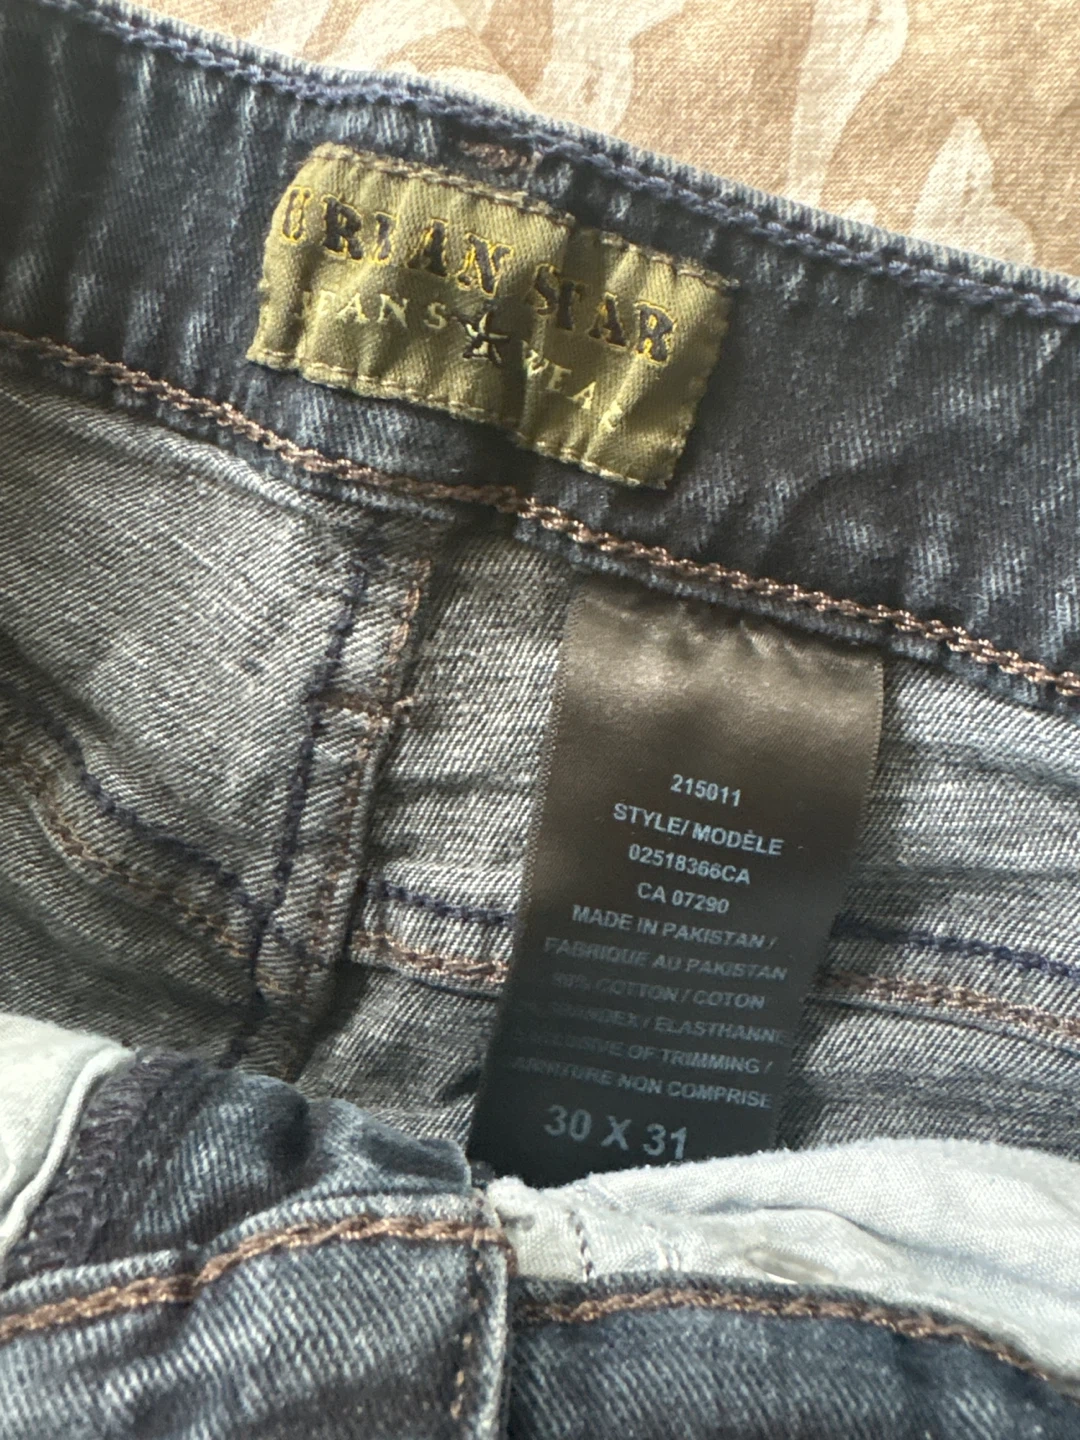 URBAN STAR
JEANS WEAR
215011
STYLE/ MODÈLE
02518366CA
CA 07290
MADE IN PAKISTAN /
FABRIQUE AU PAKISTAN
COTTON / COTON
SPANDEX / ELASTHANNE
EXCLUSIVE OF TRIMMING /
GARNITURE NON COMPRISE
30 X 31